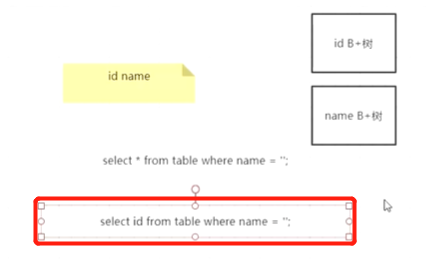 id B+树
id name
name B+树
select * from table where name = '';
select id from table where name = '';